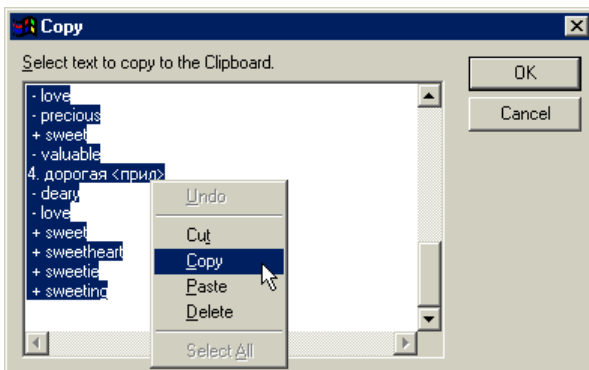 Copy
Select text to copy to the Clipboard.
OK
Cancel
- love
- precious
+ sweet
- valuable
4. дорогая <прид>
- deary
- love
+ sweet
+ sweetheart
+ sweetie
+ sweeting
Undo
Cut
Copy
Paste
Delete
Select All